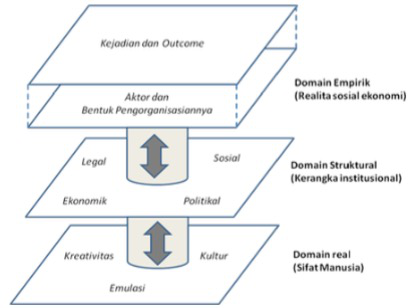 Kejadian dan Outcome
Aktor dan
Bentuk Pengorganisasiannya
Domain Empirik
(Realita sosial ekonomi)
Legal
Sosial
Ekonomik
Politikal
Domain Struktural
(Kerangka institusional)
Kreativitas
Kultur
Emulasi
Domain real
(Sifat Manusia)